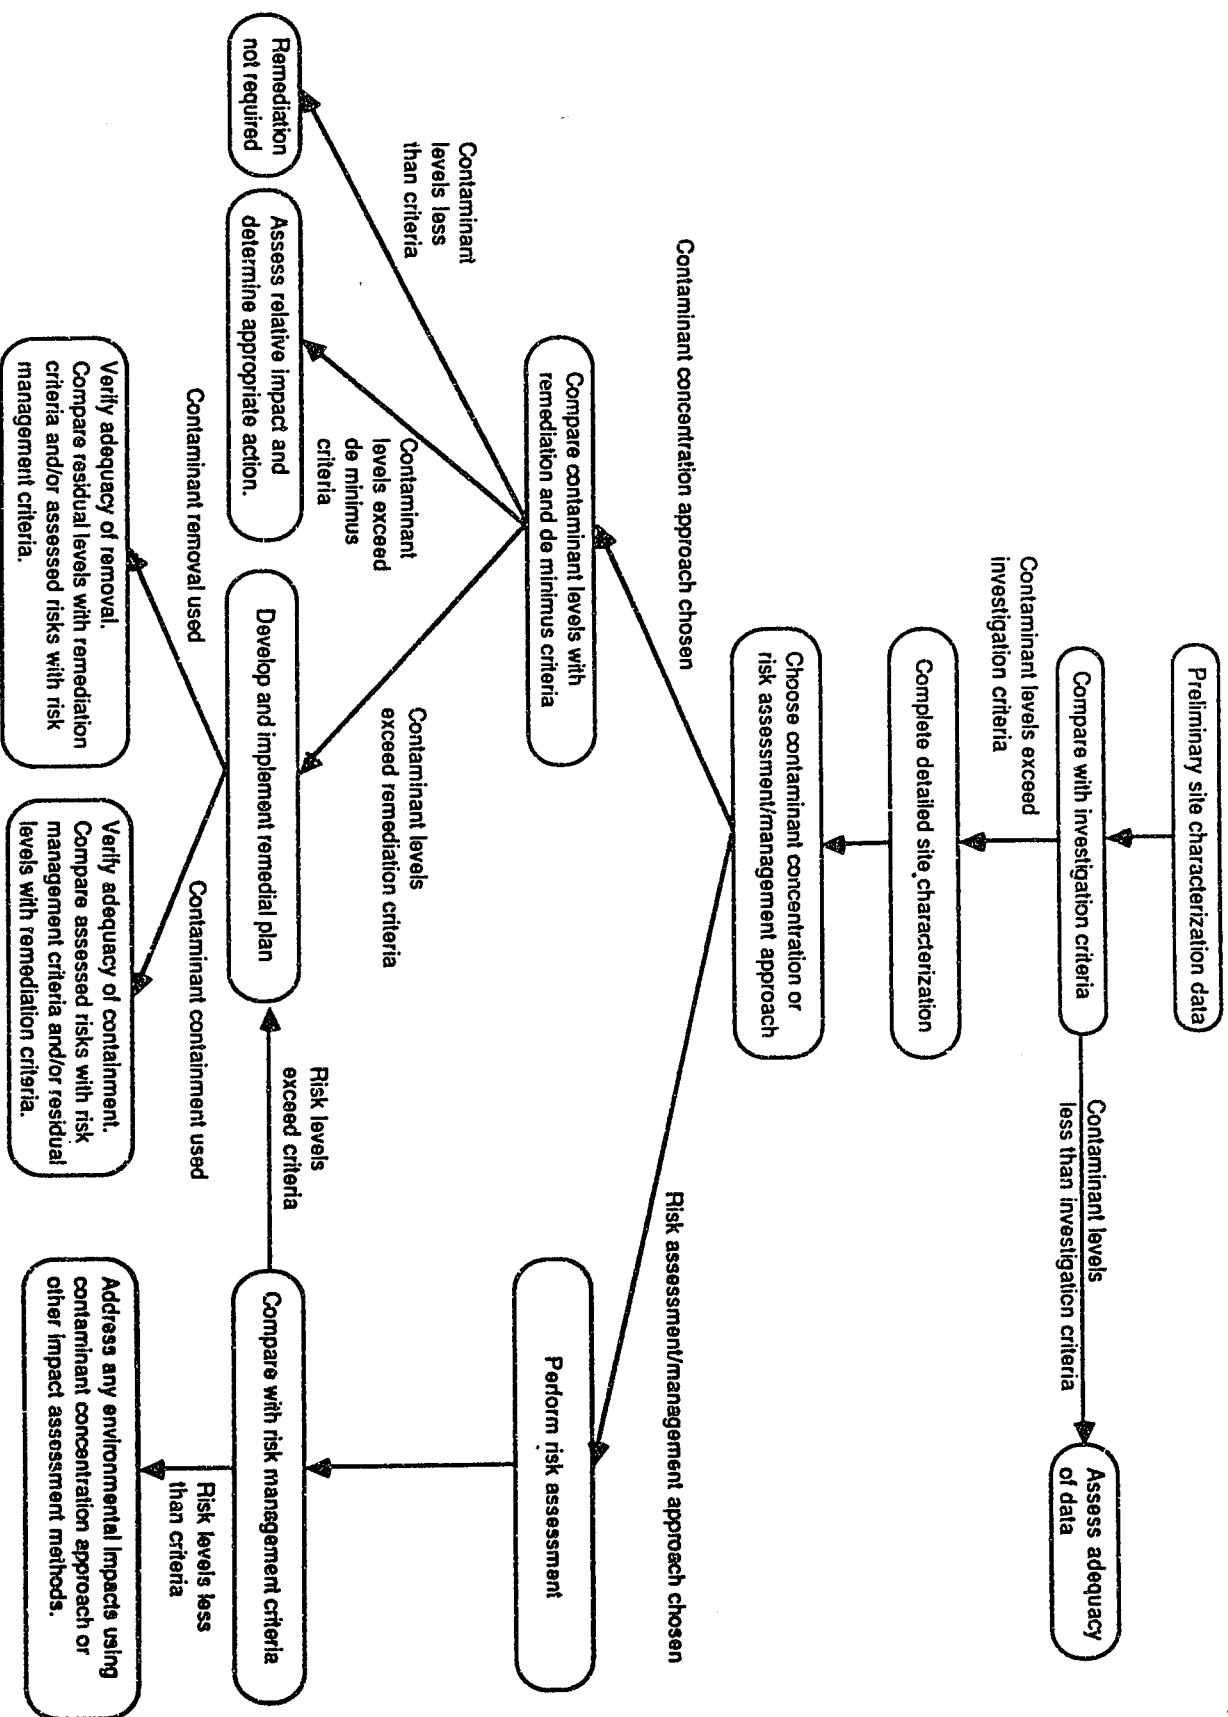 Preliminary site characterization data
Compare with investigation criteria
Contaminant levels
less than investigation criteria
Assess adequacy
of data
Contaminant levels exceed
investigation criteria
Complete detailed site characterization
Choose contaminant concentration or
risk assessment/management approach
Contaminant concentration approach chosen
Risk assessment/management approach chosen
Compare contaminant levels with
remediation and de minimus criteria
Perform risk assessment
Contaminant
levels less
than criteria
Contaminant
levels exceed
de minimus
criteria
Contaminant levels
exceed remediation criteria
Risk levels
exceed criteria
Remediation
not required
Assess relative impact and
determine appropriate action.
Develop and implement remedial plan
Compare with risk management criteria
Contaminant removal used
Contaminant containment used
Risk levels less
than criteria
Verify adequacy of removal.
Compare residual levels with remediation
criteria and/or assessed risks with risk
management criteria.
Verify adequacy of containment.
Compare assessed risks with risk
management criteria and/or residual
levels with remediation criteria.
Address any environmental impacts using
contaminant concentration approach or
other impact assessment methods.